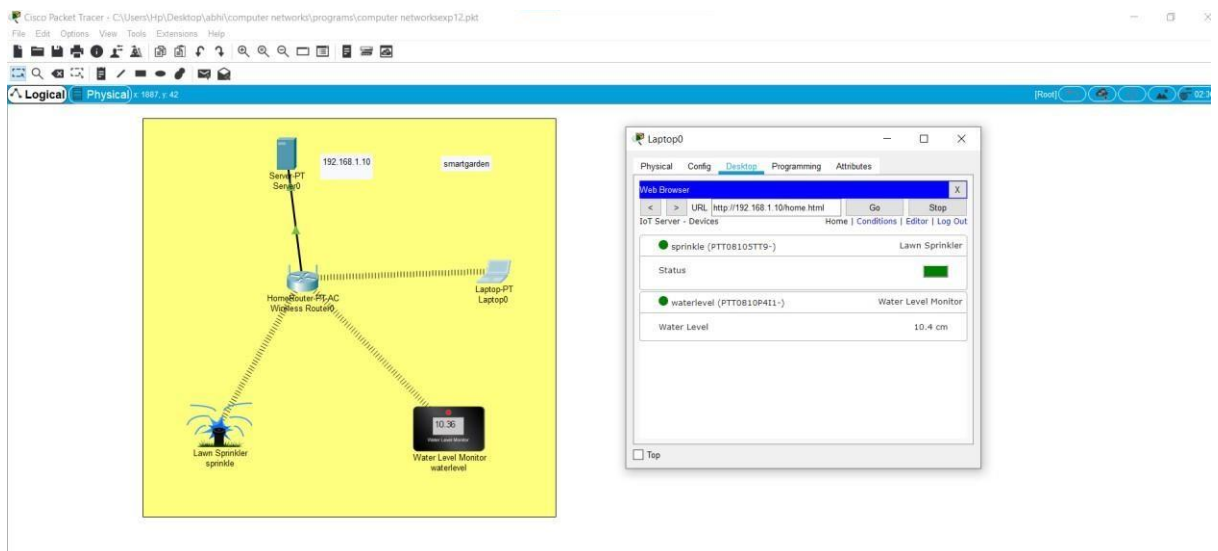 Cisco Packet Tracer - C:\Users\Hp\Desktop\abhi\computer networks\programs\computer networksexp12.pkt
File Edit Options View Tools Extensions Help
Logical Physical x: 1887, y: 42 [Root]
192.168.1.10
smartgarden
Server-PT
Server0
HomeRouter-PT-AC
Wireless Router0
Laptop-PT
Laptop0
Lawn Sprinkler
sprinkle
10.36
Water Level Monitor
Water Level Monitor
waterlevel
Laptop0
Physical Config Desktop Programming Attributes
Web Browser X
< > URL http://192.168.1.10/home.html Go Stop
IoT Server - Devices Home | Conditions | Editor | Log Out
sprinkle (PTT08105TT9-) Lawn Sprinkler
Status
waterlevel (PTT0810P4I1-) Water Level Monitor
Water Level 10.4 cm
Top